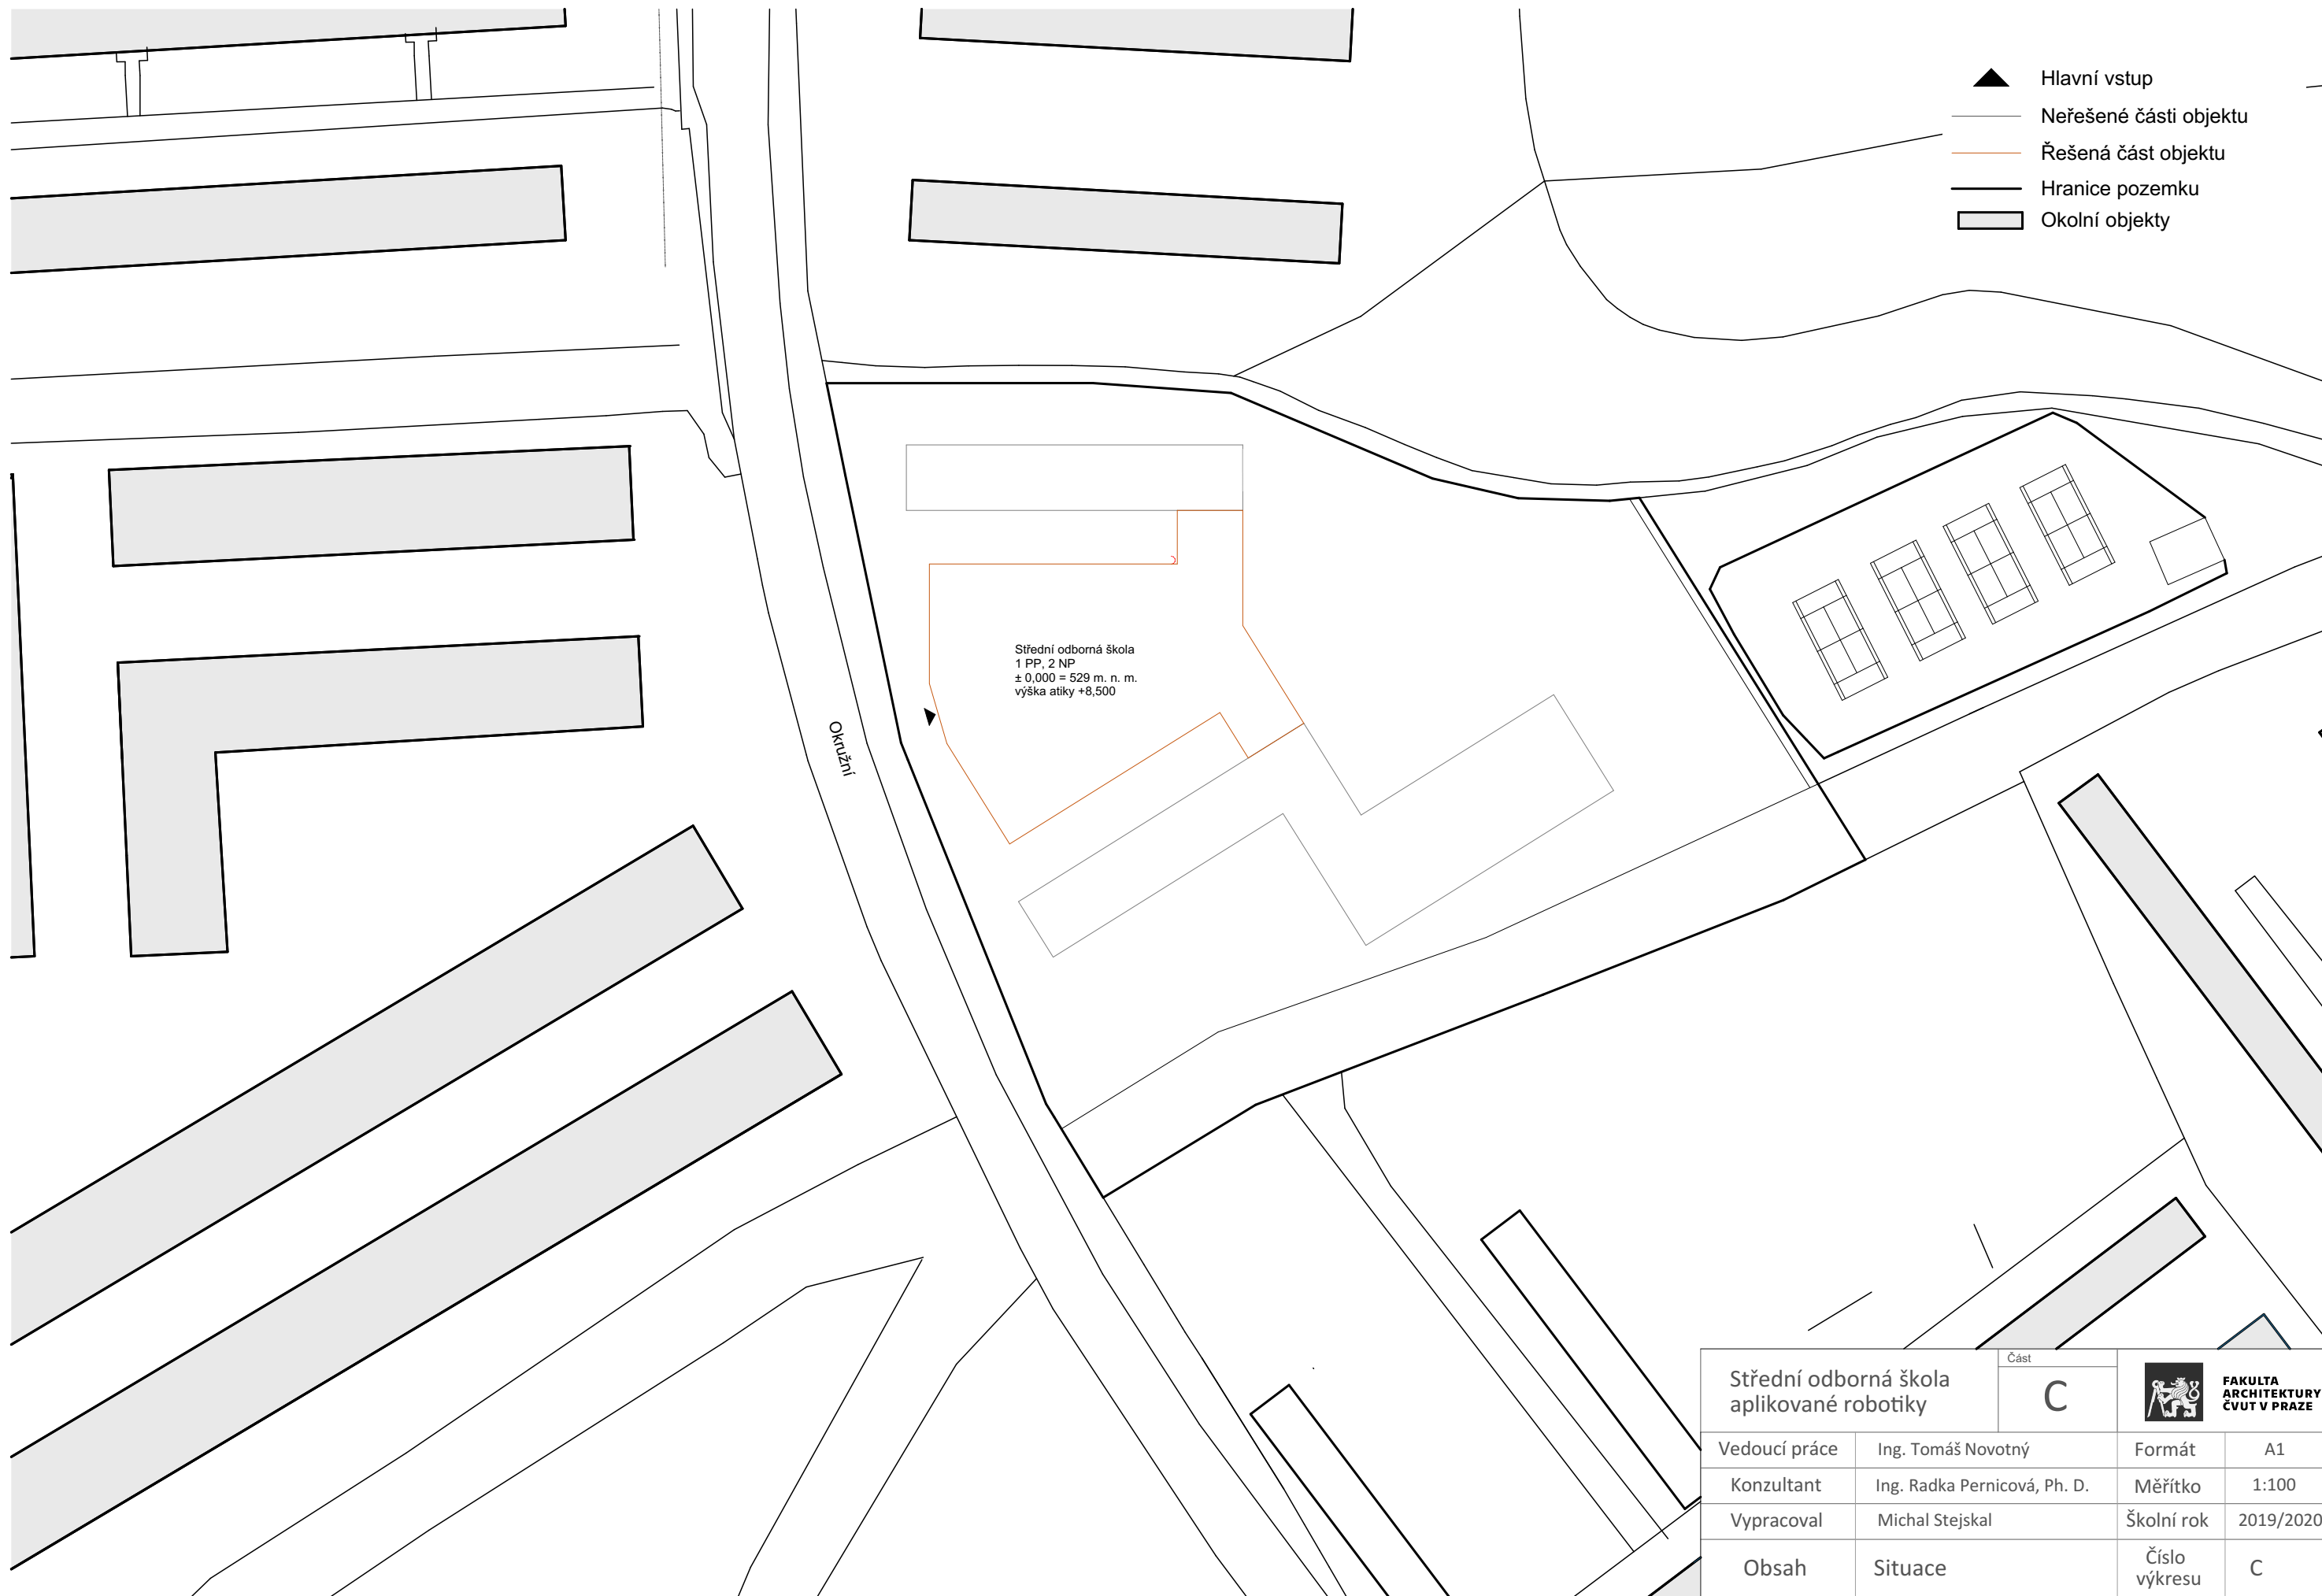 Hlavní vstup
Neřešené části objektu
Řešená část objektu
Hranice pozemku
Okolní objekty
Střední odborná škola
1 PP, 2 NP
± 0,000 = 529 m. n. m.
výška atiky +8,500
Okružní
Střední odborná škola
aplikované robotiky
Část
C
FAKULTA
ARCHITEKTURY
ČVUT V PRAZE
Vedoucí práce Ing. Tomáš Novotný Formát A1
Konzultant Ing. Radka Pernicová, Ph. D. Měřítko 1:100
Vypracoval Michal Stejskal Školní rok 2019/2020
Obsah Situace Číslo
výkresu C